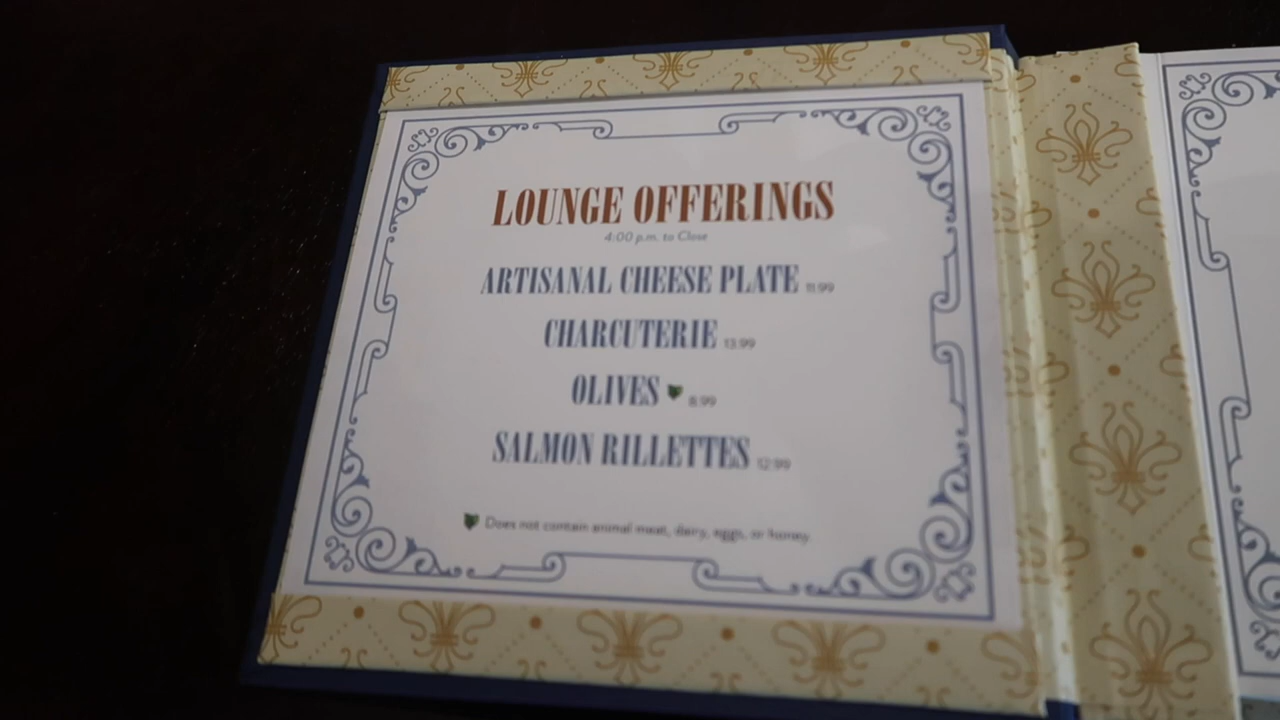 LOUNGE OFFERINGS
4:00 p.m. to Close
ARTISANAL CHEESE PLATE 11.99
CHARCUTERIE 13.99
OLIVES 8.99
SALMON RILLETTES 12.99
Does not contain animal meat, dairy, eggs, or honey.